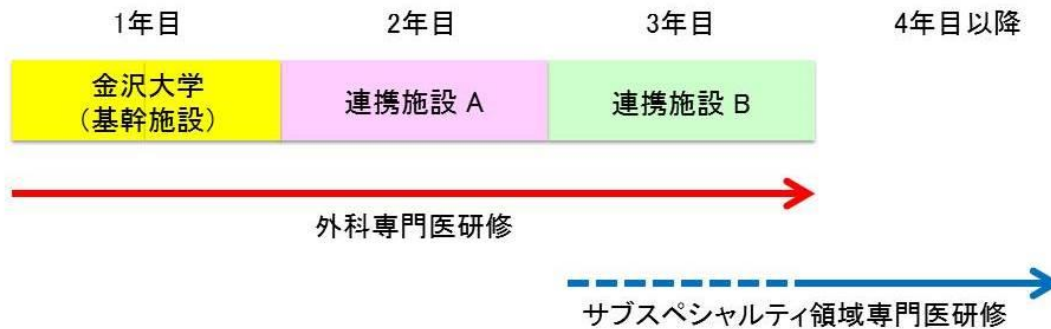 1年目
2年目
3年目
4年目以降
金沢大学
（基幹施設）
連携施設 A
連携施設 B
外科専門医研修
サブスペシャルティ領域専門医研修